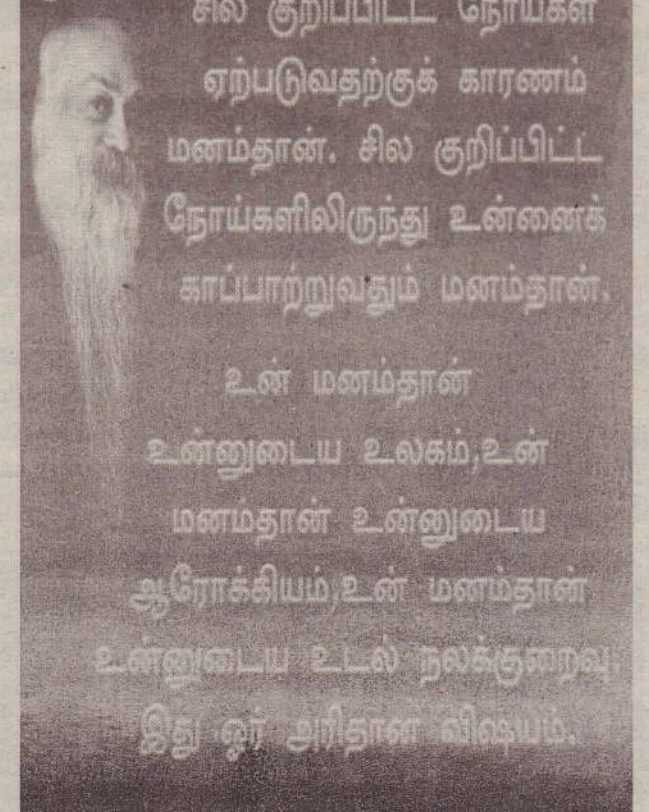 சில குறிப்பிட்ட நோய்கள்
ஏற்படுவதற்குக் காரணம்
மனம்தான். சில குறிப்பிட்ட
நோய்களிலிருந்து உன்னைக்
காப்பாற்றுவதும் மனம்தான்.
உன் மனம்தான்
உன்னுடைய உலகம்,உன்
மனம்தான் உன்னுடைய
ஆரோக்கியம்,உன் மனம்தான்
உன்னுடைய உடல் நலக்குறைவு.
இது ஓர் அரிதான விஷயம்.